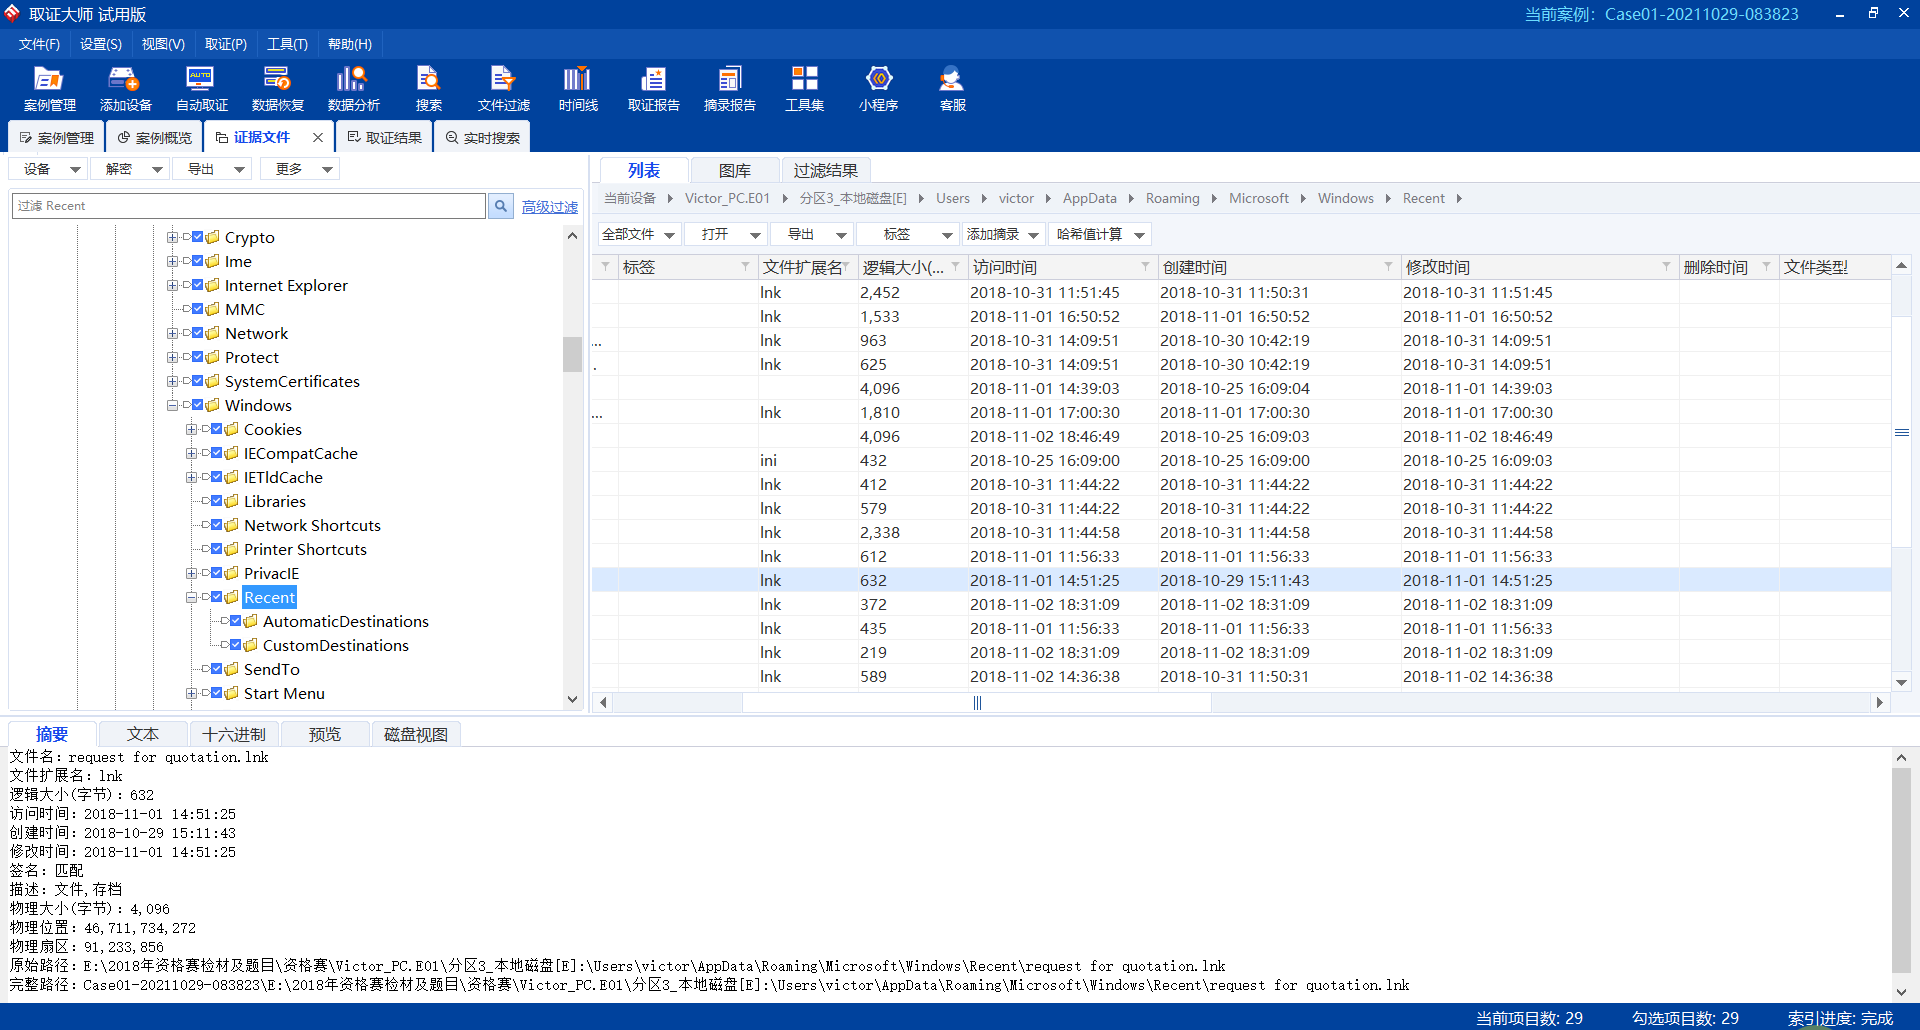 取证大师 试用版
当前案例: Case01-20211029-083823
文件(F) 设置(S) 视图(V) 取证(P) 工具(T) 帮助(H)
案例管理 添加设备 自动取证 数据恢复 数据分析 搜索 文件过滤 时间线 取证报告 摘录报告 工具集 小程序 客服
案例管理 案例概览 证据文件 取证结果 实时搜索
设备 解密 导出 更多
过滤 Recent
高级过滤
Crypto
Ime
Internet Explorer
MMC
Network
Protect
SystemCertificates
Windows
Cookies
IECompatCache
IETldCache
Libraries
Network Shortcuts
Printer Shortcuts
PrivacIE
Recent
AutomaticDestinations
CustomDestinations
SendTo
Start Menu
列表 图库 过滤结果
当前设备 Victor_PC.E01 分区3_本地磁盘[E] Users victor AppData Roaming Microsoft Windows Recent
全部文件 打开 导出 标签 添加摘录 哈希值计算
标签 文件扩展名 逻辑大小(... 访问时间 创建时间 修改时间 删除时间 文件类型
lnk 2,452 2018-10-31 11:51:45 2018-10-31 11:50:31 2018-10-31 11:51:45
lnk 1,533 2018-11-01 16:50:52 2018-11-01 16:50:52 2018-11-01 16:50:52
... lnk 963 2018-10-31 14:09:51 2018-10-30 10:42:19 2018-10-31 14:09:51
. lnk 625 2018-10-31 14:09:51 2018-10-30 10:42:19 2018-10-31 14:09:51
4,096 2018-11-01 14:39:03 2018-10-25 16:09:04 2018-11-01 14:39:03
... lnk 1,810 2018-11-01 17:00:30 2018-11-01 17:00:30 2018-11-01 17:00:30
4,096 2018-11-02 18:46:49 2018-10-25 16:09:03 2018-11-02 18:46:49
ini 432 2018-10-25 16:09:00 2018-10-25 16:09:00 2018-10-25 16:09:03
lnk 412 2018-10-31 11:44:22 2018-10-31 11:44:22 2018-10-31 11:44:22
lnk 579 2018-10-31 11:44:22 2018-10-31 11:44:22 2018-10-31 11:44:22
lnk 2,338 2018-10-31 11:44:58 2018-10-31 11:44:58 2018-10-31 11:44:58
lnk 612 2018-11-01 11:56:33 2018-11-01 11:56:33 2018-11-01 11:56:33
lnk 632 2018-11-01 14:51:25 2018-10-29 15:11:43 2018-11-01 14:51:25
lnk 372 2018-11-02 18:31:09 2018-11-02 18:31:09 2018-11-02 18:31:09
lnk 435 2018-11-01 11:56:33 2018-11-01 11:56:33 2018-11-01 11:56:33
lnk 219 2018-11-02 18:31:09 2018-11-02 18:31:09 2018-11-02 18:31:09
lnk 589 2018-11-02 14:36:38 2018-10-31 11:50:31 2018-11-02 14:36:38
摘要 文本 十六进制 预览 磁盘视图
文件名: request for quotation.lnk
文件扩展名: lnk
逻辑大小(字节): 632
访问时间: 2018-11-01 14:51:25
创建时间: 2018-10-29 15:11:43
修改时间: 2018-11-01 14:51:25
签名: 匹配
描述: 文件,存档
物理大小(字节): 4,096
物理位置: 46,711,734,272
物理扇区: 91,233,856
原始路径: E:\2018年资格赛检材及题目\资格赛\Victor_PC.E01\分区3_本地磁盘[E]:\Users\victor\AppData\Roaming\Microsoft\Windows\Recent\request for quotation.lnk
完整路径: Case01-20211029-083823\E:\2018年资格赛检材及题目\资格赛\Victor_PC.E01\分区3_本地磁盘[E]:\Users\victor\AppData\Roaming\Microsoft\Windows\Recent\request for quotation.lnk
当前项目数: 29 勾选项目数: 29 索引进度: 完成